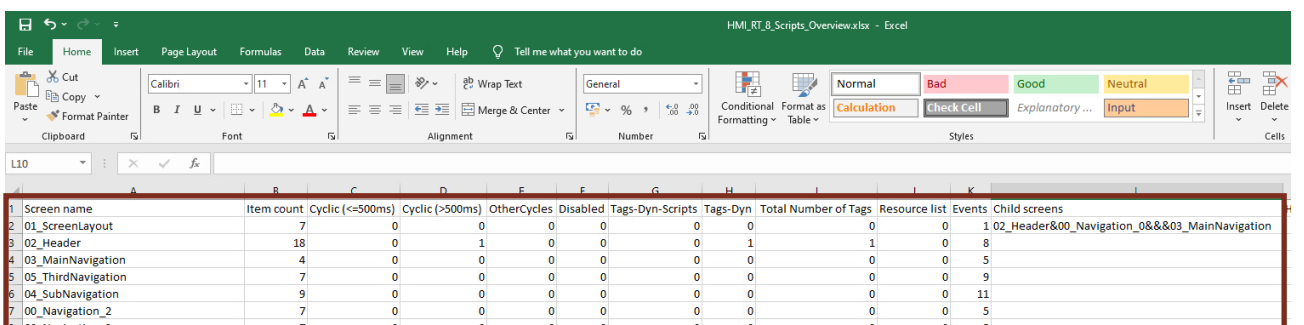 HMI_RT_8_Scripts_Overview.xlsx - Excel
File Home Insert Page Layout Formulas Data Review View Help Tell me what you want to do
Cut
Copy
Format Painter
Paste
Calibri 11 A A
B I U A
Wrap Text
Merge & Center
General
% ,
Conditional Formatting
Format as Table
Normal Bad Good Neutral
Calculation Check Cell Explanatory ... Input
Insert Delete
Clipboard Font Alignment Number Styles Cells
L10 fx
1 Screen name Item count Cyclic (<=500ms) Cyclic (>500ms) OtherCycles Disabled Tags-Dyn-Scripts Tags-Dyn Total Number of Tags Resource list Events Child screens
2 01_ScreenLayout 7 0 0 0 0 0 0 0 0 1 02_Header&00_Navigation_0&&&03_MainNavigation
3 02_Header 18 0 1 0 0 0 1 1 0 8
4 03_MainNavigation 4 0 0 0 0 0 0 0 0 5
5 05_ThirdNavigation 7 0 0 0 0 0 0 0 0 9
6 04_SubNavigation 9 0 0 0 0 0 0 0 0 11
7 00_Navigation_2 7 0 0 0 0 0 0 0 0 5